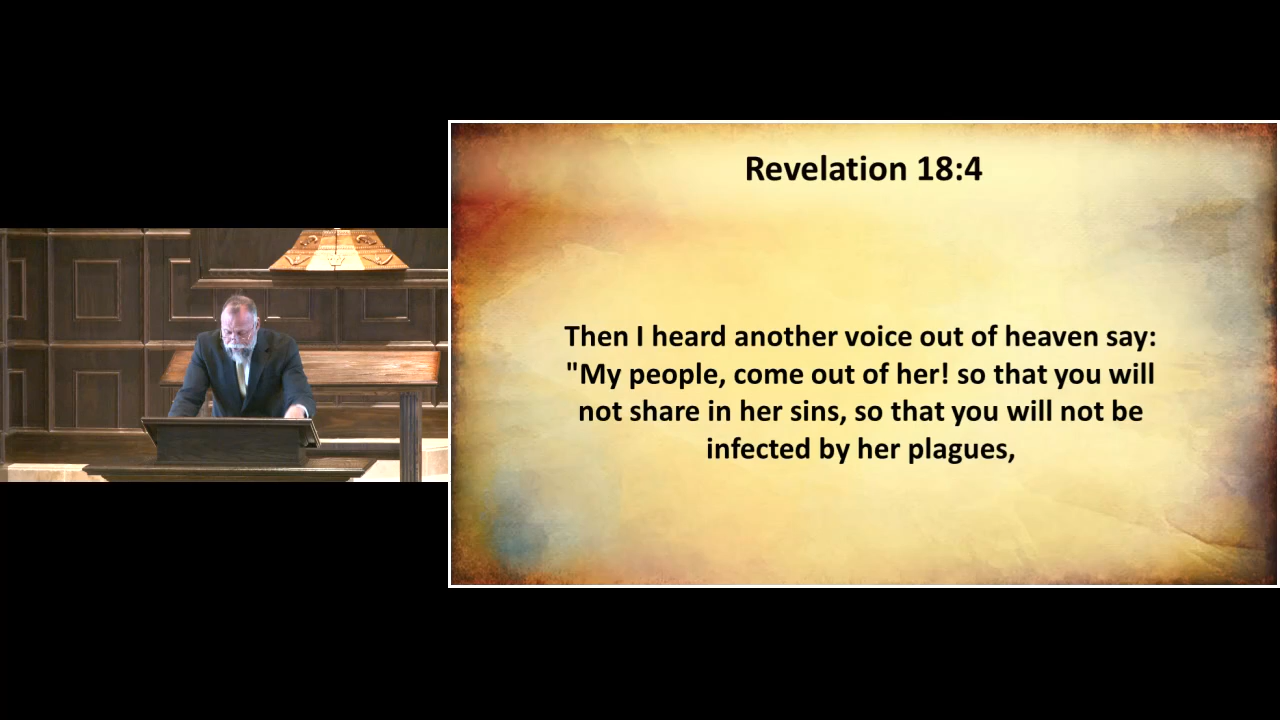 Revelation 18:4
Then I heard another voice out of heaven say:
"My people, come out of her! so that you will
not share in her sins, so that you will not be
infected by her plagues,